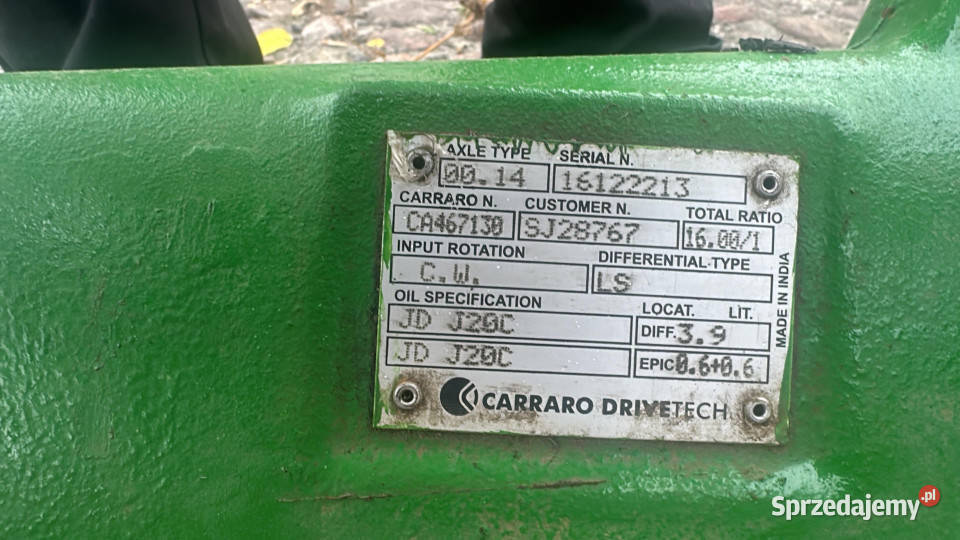 AXLE TYPE SERIAL N.
00.14 16122213
CARRARO N. CUSTOMER N. TOTAL RATIO
CA467130 SJ28767 16.00/1
INPUT ROTATION DIFFERENTIAL TYPE
C.W. LS
OIL SPECIFICATION LOCAT. LIT.
JD J20C DIFF. 3.9
JD J20C EPIC 0.6+0.6
MADE IN INDIA
CARRARO DRIVETECH
Sprzedajemy.pl